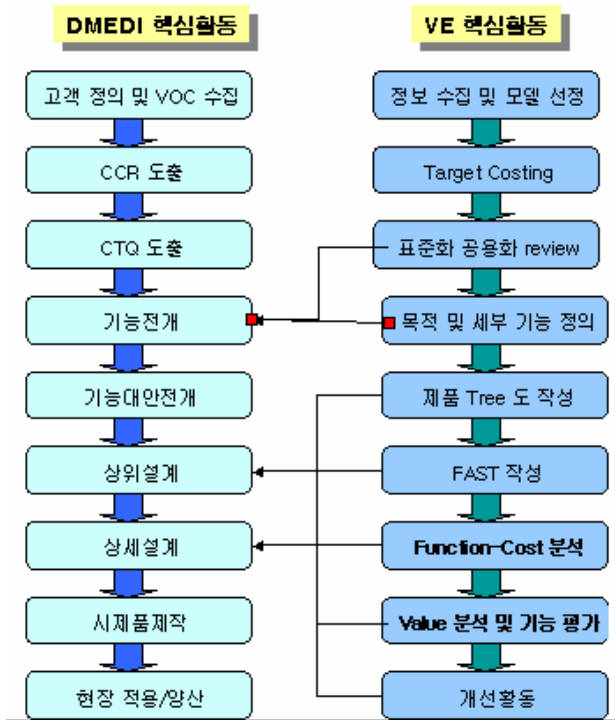 DMEDI 핵심활동
VE 핵심활동
고객 정의 및 VOC 수집
정보 수집 및 모델 선정
CCR 도출
Target Costing
CTQ 도출
표준화 공용화 review
기능전개
목적 및 세부 기능 정의
기능대안전개
제품 Tree 도 작성
상위설계
FAST 작성
상세설계
Function-Cost 분석
시제품제작
Value 분석 및 기능 평가
현장 적용/양산
개선활동